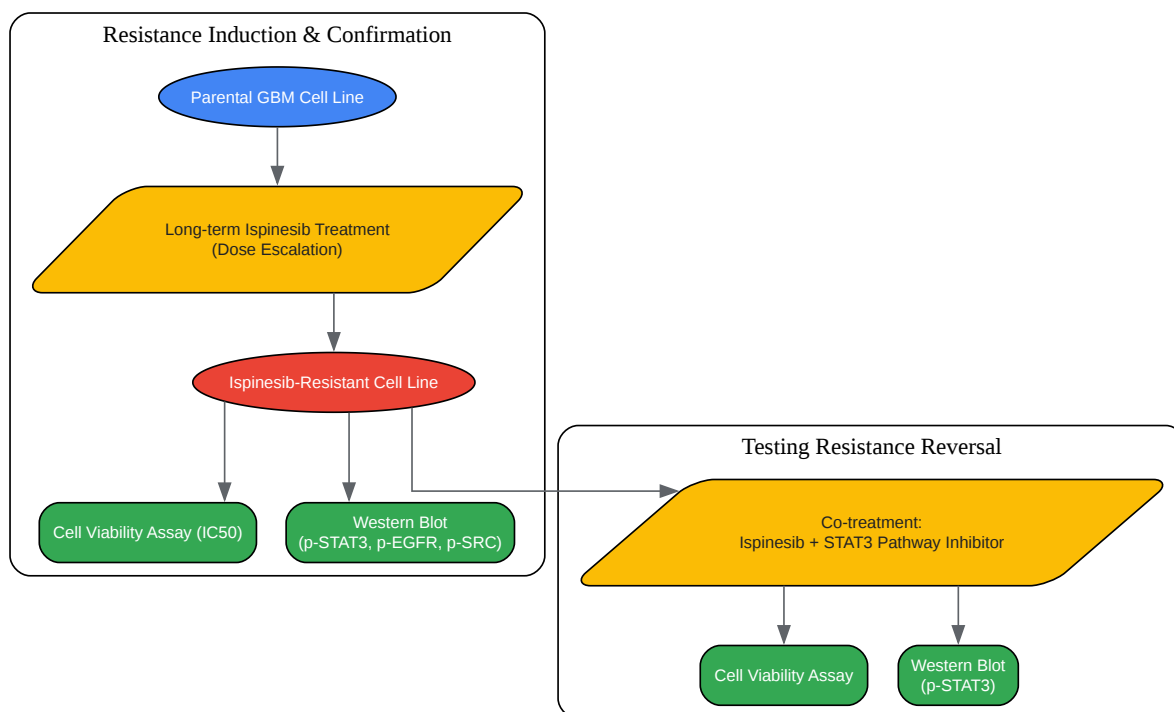 Resistance Induction & Confirmation
Parental GBM Cell Line
Long-term Ispinesib Treatment
(Dose Escalation)
Ispinesib-Resistant Cell Line
Cell Viability Assay (IC50)
Western Blot
(p-STAT3, p-EGFR, p-SRC)
Testing Resistance Reversal
Co-treatment:
Ispinesib + STAT3 Pathway Inhibitor
Cell Viability Assay
Western Blot
(p-STAT3)